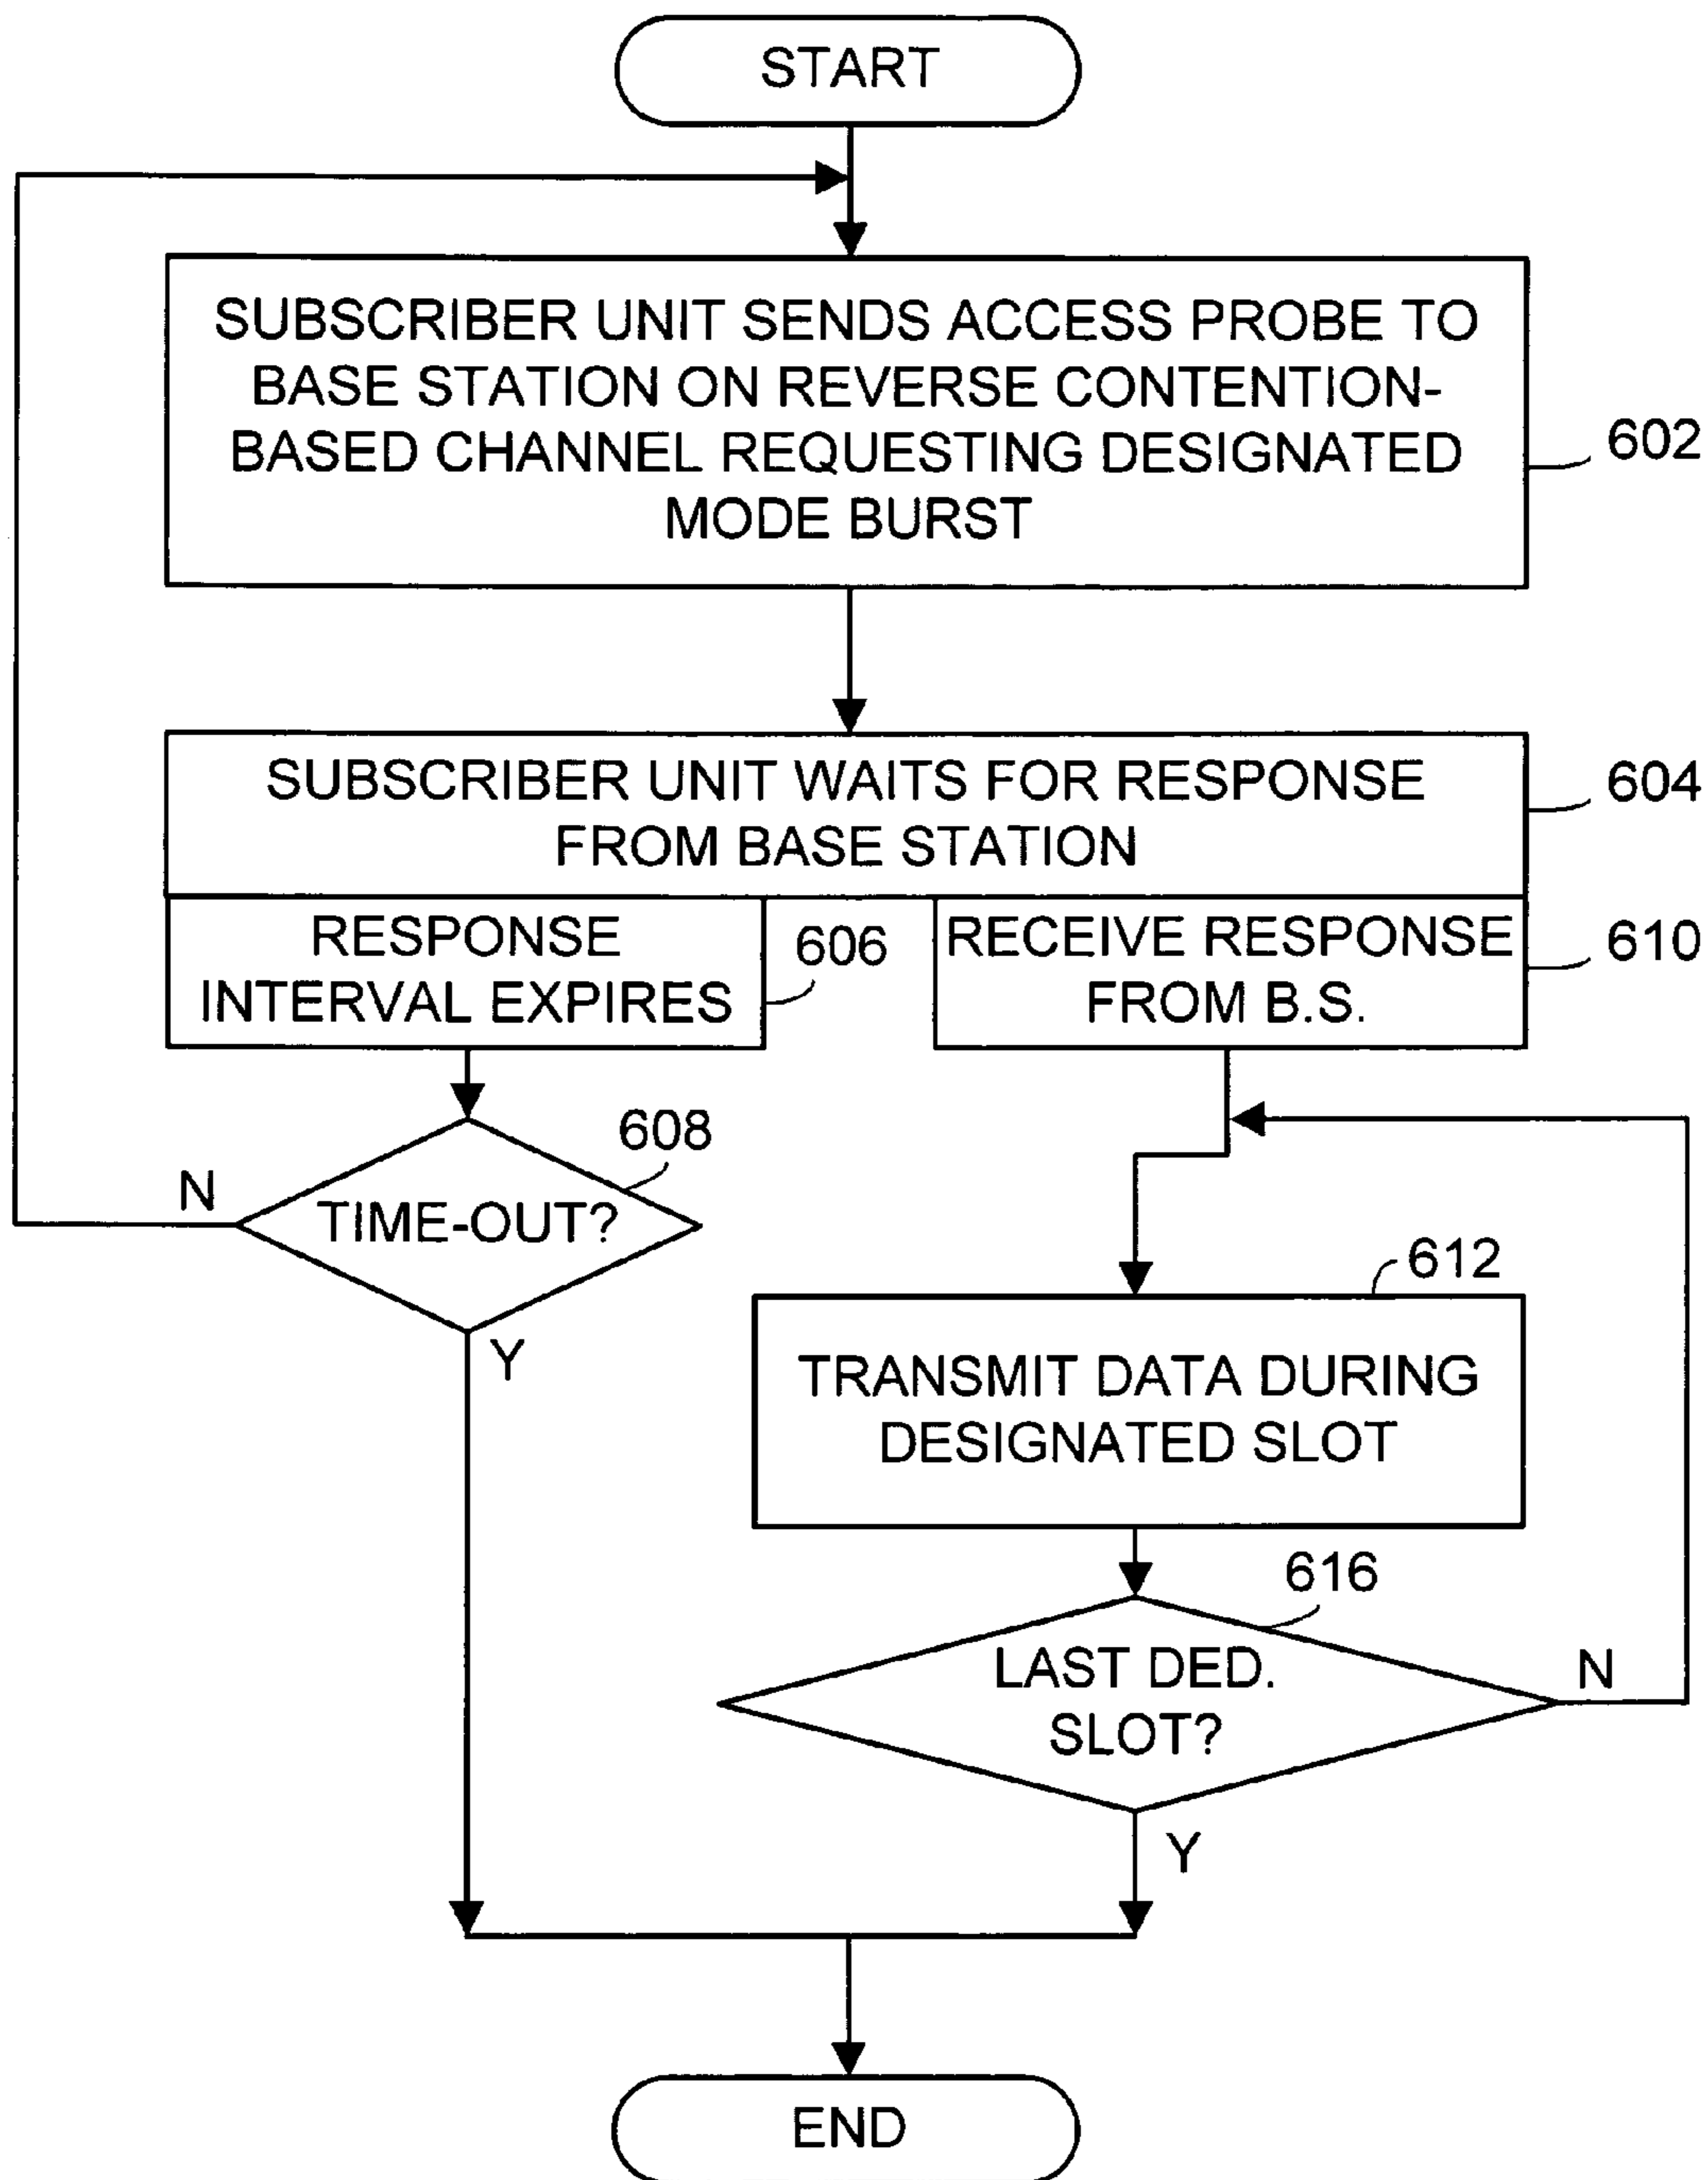 START
SUBSCRIBER UNIT SENDS ACCESS PROBE TO
BASE STATION ON REVERSE CONTENTION-
BASED CHANNEL REQUESTING DESIGNATED
MODE BURST
602
SUBSCRIBER UNIT WAITS FOR RESPONSE
FROM BASE STATION
604
RESPONSE
INTERVAL EXPIRES
606
RECEIVE RESPONSE
FROM B.S.
610
608
N
TIME-OUT?
Y
612
TRANSMIT DATA DURING
DESIGNATED SLOT
616
LAST DED.
SLOT?
N
Y
END